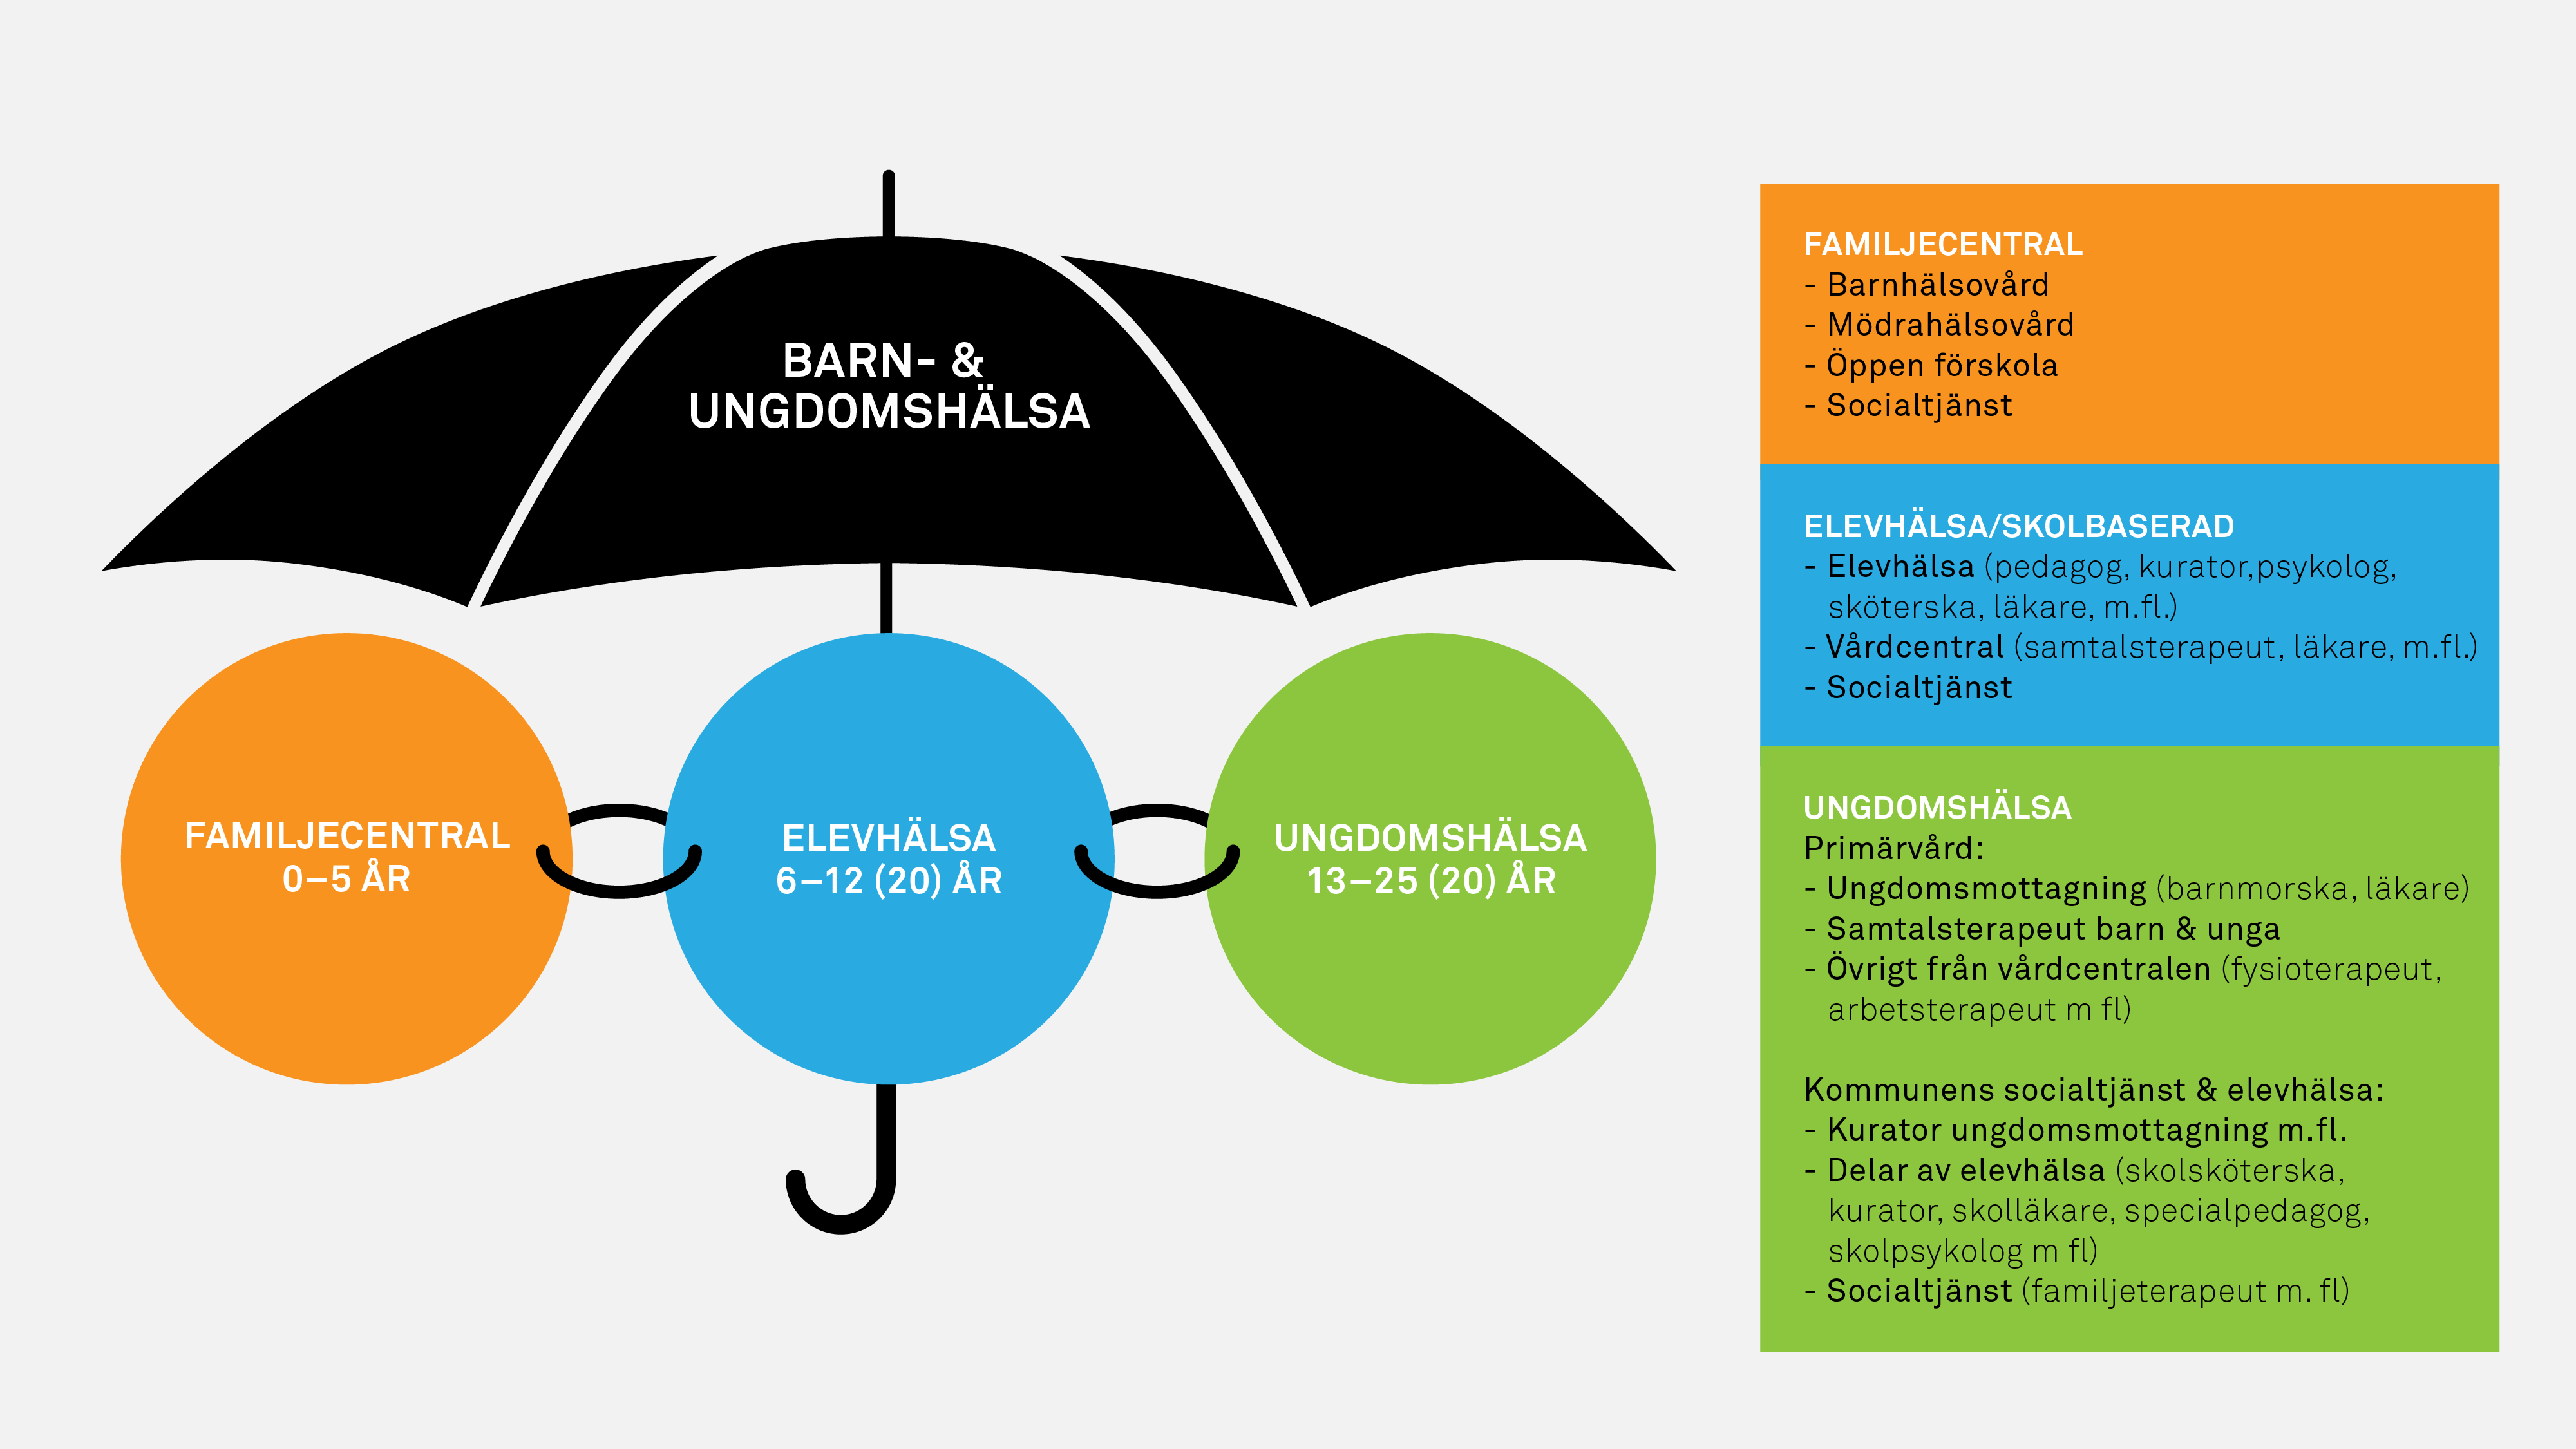 BARN- &
UNGDOMSHÄLSA
FAMILJECENTRAL
0–5 ÅR
ELEVHÄLSA
6–12 (20) ÅR
UNGDOMSHÄLSA
13–25 (20) ÅR
FAMILJECENTRAL
- Barnhälsovård
- Mödrahälsovård
- Öppen förskola
- Socialtjänst
ELEVHÄLSA/SKOLBASERAD
- Elevhälsa (pedagog, kurator,psykolog,
sköterska, läkare, m.fl.)
- Vårdcentral (samtalsterapeut, läkare, m.fl.)
- Socialtjänst
UNGDOMSHÄLSA
Primärvård:
- Ungdomsmottagning (barnmorska, läkare)
- Samtalsterapeut barn & unga
- Övrigt från vårdcentralen (fysioterapeut,
arbetsterapeut m fl)
Kommunens socialtjänst & elevhälsa:
- Kurator ungdomsmottagning m.fl.
- Delar av elevhälsa (skolsköterska,
kurator, skolläkare, specialpedagog,
skolpsykolog m fl)
- Socialtjänst (familjeterapeut m. fl)